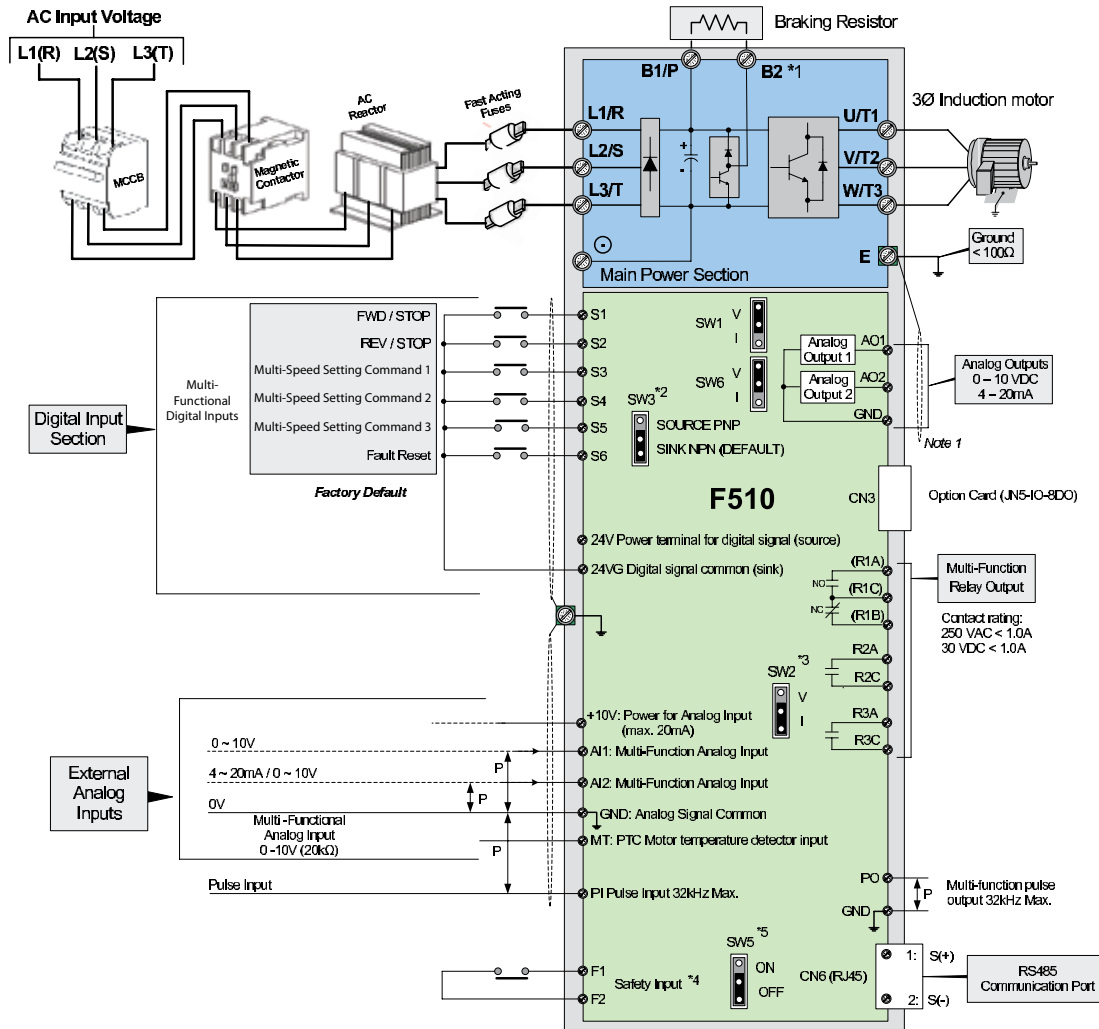 AC Input Voltage
L1(R) L2(S) L3(T)
MCCB
Magnetic
Contactor
AC
Reactor
Fast Acting
Fuses
Braking Resistor
B1/P
B2 *1
L1/R
L2/S
L3/T
U/T1
V/T2
W/T3
3Ø Induction motor
+
-
-
Main Power Section
E
Ground
< 100Ω
Digital Input
Section
Multi-
Functional
Digital Inputs
FWD / STOP
REV / STOP
Multi-Speed Setting Command 1
Multi-Speed Setting Command 2
Multi-Speed Setting Command 3
Fault Reset
Factory Default
S1
S2
S3
S4
S5
S6
SW1
V
I
SW6
V
I
SW3 *2
SOURCE PNP
SINK NPN (DEFAULT)
Analog
Output 1
AO1
Analog
Output 2
AO2
GND
Analog Outputs
0 – 10 VDC
4 – 20mA
Note 1
F510
CN3
Option Card (JN5-IO-8DO)
24V Power terminal for digital signal (source)
24VG Digital signal common (sink)
(R1A)
NO
(R1C)
NC
(R1B)
R2A
R2C
R3A
R3C
Multi-Function
Relay Output
Contact rating:
250 VAC < 1.0A
30 VDC < 1.0A
SW2 *3
V
I
External
Analog
Inputs
+10V: Power for Analog Input
(max. 20mA)
0 ~ 10V
AI1: Multi-Function Analog Input
4 ~ 20mA / 0 ~ 10V
AI2: Multi-Function Analog Input
P
P
0V
GND: Analog Signal Common
Multi -Functional
Analog Input
0 -10V (20kΩ)
MT: PTC Motor temperature detector input
P
Pulse Input
PI Pulse Input 32kHz Max.
PO
P
GND
Multi-function pulse
output 32kHz Max.
F1
F2
Safety Input *4
SW5 *5
ON
OFF
CN6 (RJ45)
1: S(+)
2: S(-)
RS485
Communication Port